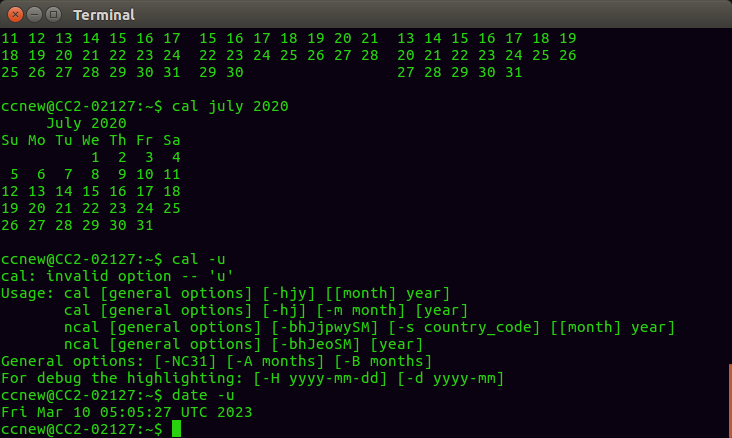 Terminal
11 12 13 14 15 16 17  15 16 17 18 19 20 21  13 14 15 16 17 18 19
18 19 20 21 22 23 24  22 23 24 25 26 27 28  20 21 22 23 24 25 26
25 26 27 28 29 30 31  29 30                 27 28 29 30 31
ccnew@CC2-02127:~$ cal july 2020
     July 2020
Su Mo Tu We Th Fr Sa
          1  2  3  4
 5  6  7  8  9 10 11
12 13 14 15 16 17 18
19 20 21 22 23 24 25
26 27 28 29 30 31
ccnew@CC2-02127:~$ cal -u
cal: invalid option -- 'u'
Usage: cal [general options] [-hjy] [[month] year]
       cal [general options] [-hj] [-m month] [year]
       ncal [general options] [-bhJjpwySM] [-s country_code] [[month] year]
       ncal [general options] [-bhJeoSM] [year]
General options: [-NC31] [-A months] [-B months]
For debug the highlighting: [-H yyyy-mm-dd] [-d yyyy-mm]
ccnew@CC2-02127:~$ date -u
Fri Mar 10 05:05:27 UTC 2023
ccnew@CC2-02127:~$